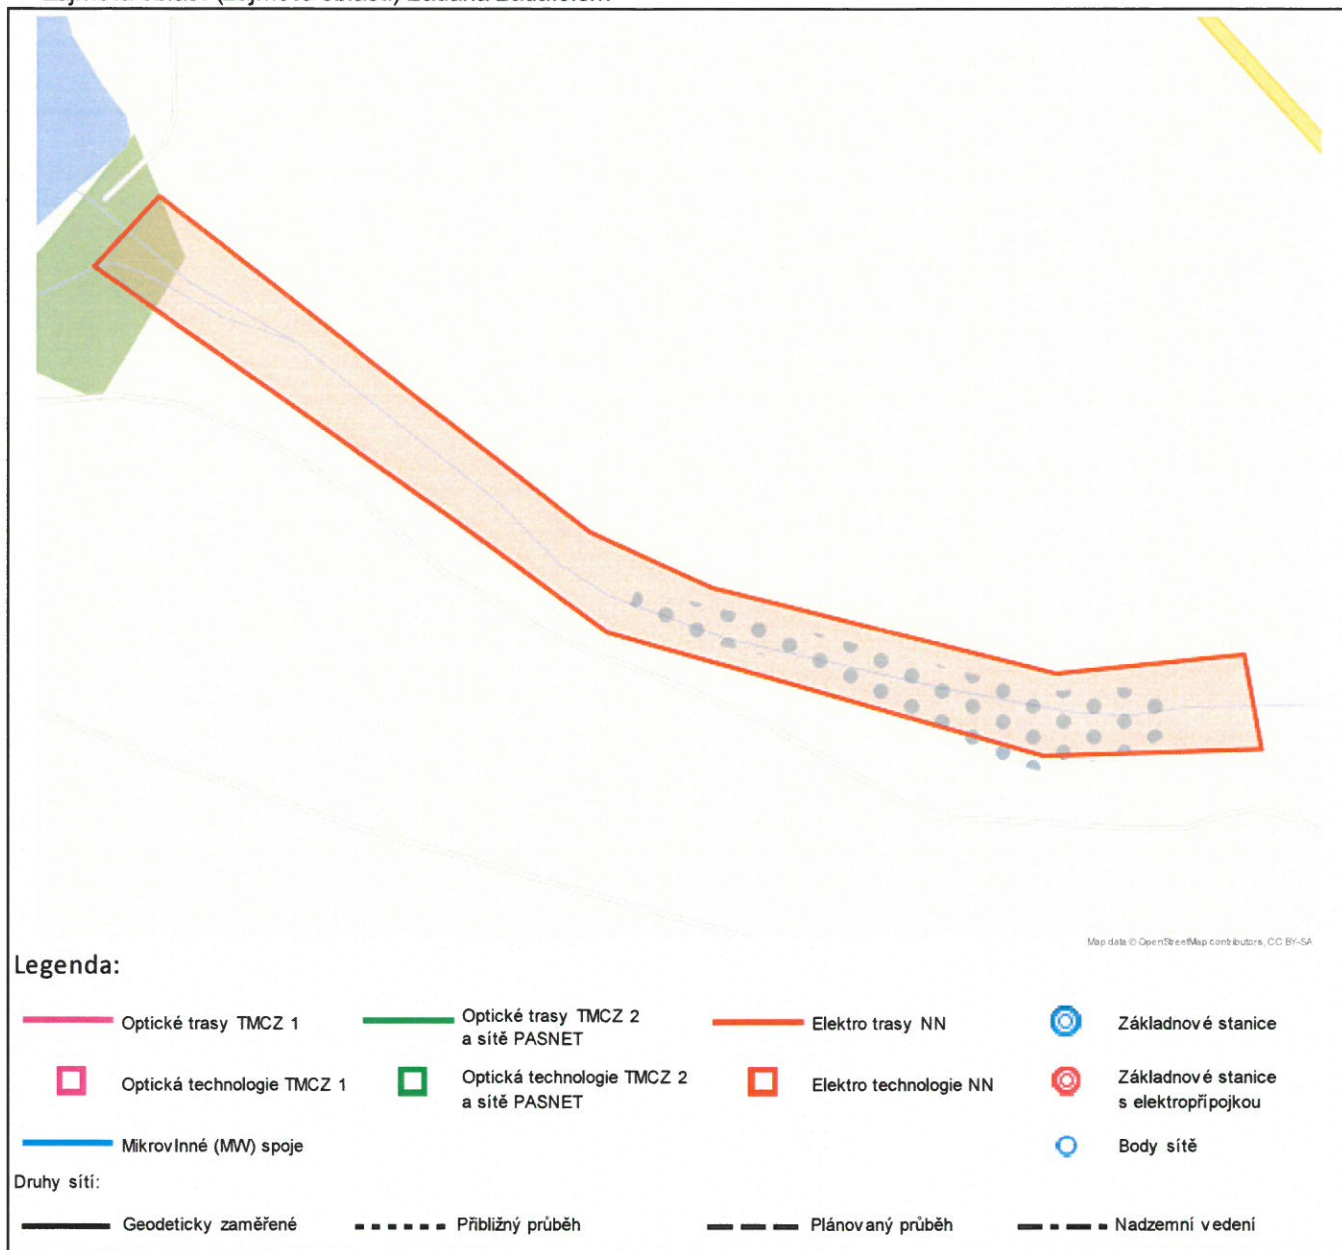 Map data © OpenStreetMap contributors, CC BY-SA
Legenda:
Optické trasy TMCZ 1
Optické trasy TMCZ 2
a sítě PASNET
Elektro trasy NN
Základnové stanice
Optická technologie TMCZ 1
Optická technologie TMCZ 2
a sítě PASNET
Elektro technologie NN
Základnové stanice
s elektropřípojkou
Mikrovlnné (MW) spoje
Body sítě
Druhy sítí:
Geodeticky zaměřené
Přibližný průběh
Plánovaný průběh
Nadzemní vedení